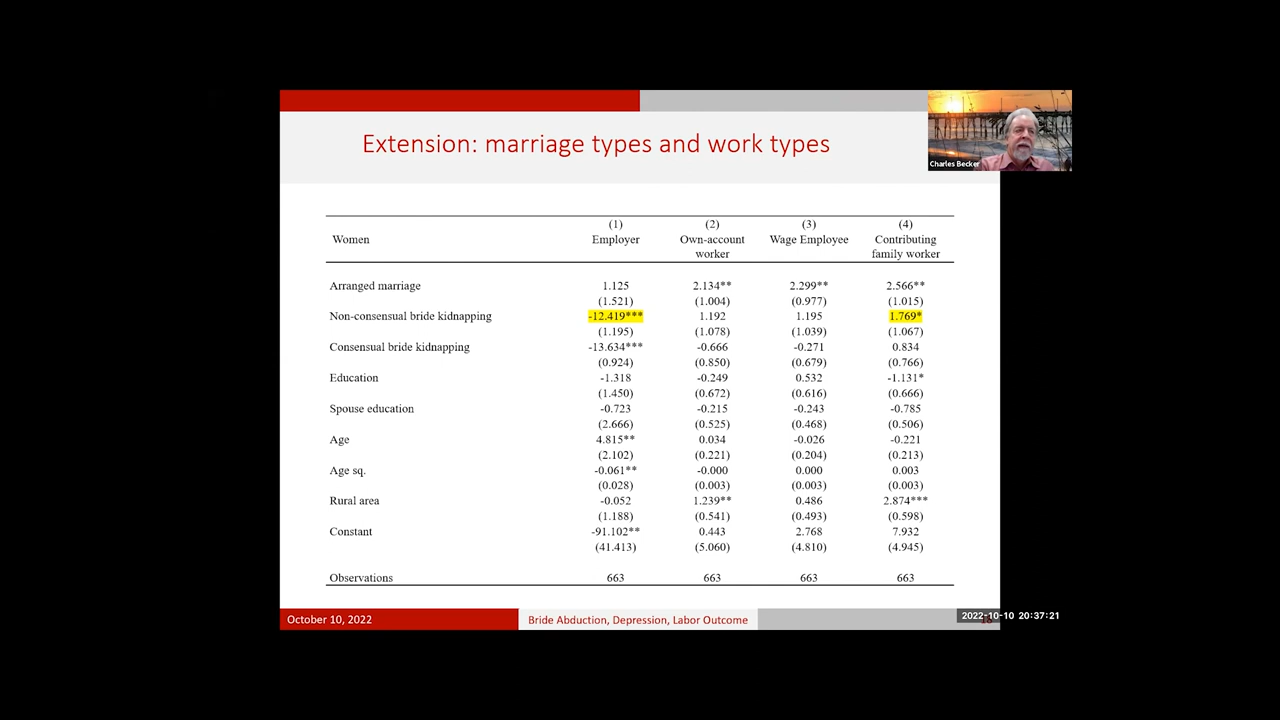 Extension: marriage types and work types
Charles Becker
(1) (2) (3) (4)
Women Employer Own-account Wage Employee Contributing
worker family worker
Arranged marriage 1.125 2.134** 2.299** 2.566**
(1.521) (1.004) (0.977) (1.015)
Non-consensual bride kidnapping -12.419*** 1.192 1.195 1.769*
(1.195) (1.078) (1.039) (1.067)
Consensual bride kidnapping -13.634*** -0.666 -0.271 0.834
(0.924) (0.850) (0.679) (0.766)
Education -1.318 -0.249 0.532 -1.131*
(1.450) (0.672) (0.616) (0.666)
Spouse education -0.723 -0.215 -0.243 -0.785
(2.666) (0.525) (0.468) (0.506)
Age 4.815** 0.034 -0.026 -0.221
(2.102) (0.221) (0.204) (0.213)
Age sq. -0.061** -0.000 0.000 0.003
(0.028) (0.003) (0.003) (0.003)
Rural area -0.052 1.239** 0.486 2.874***
(1.188) (0.541) (0.493) (0.598)
Constant -91.102** 0.443 2.768 7.932
(41.413) (5.060) (4.810) (4.945)
Observations 663 663 663 663
October 10, 2022 Bride Abduction, Depression, Labor Outcome
2022-10-10 20:37:21